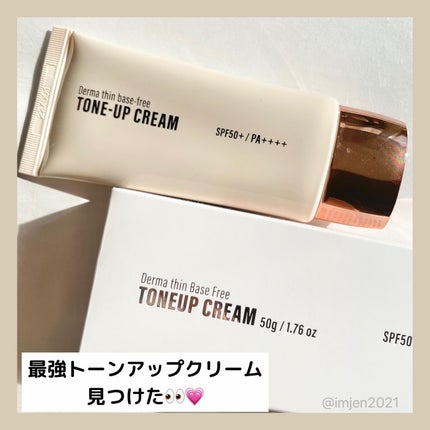 Derma thin base-free
TONE-UP CREAM
SPF50+ / PA++++
Derma thin Base Free
TONEUP CREAM 50g / 1.76 oz
SPF50
最強トーンアップクリーム
見つけた👀💗
@imjen2021